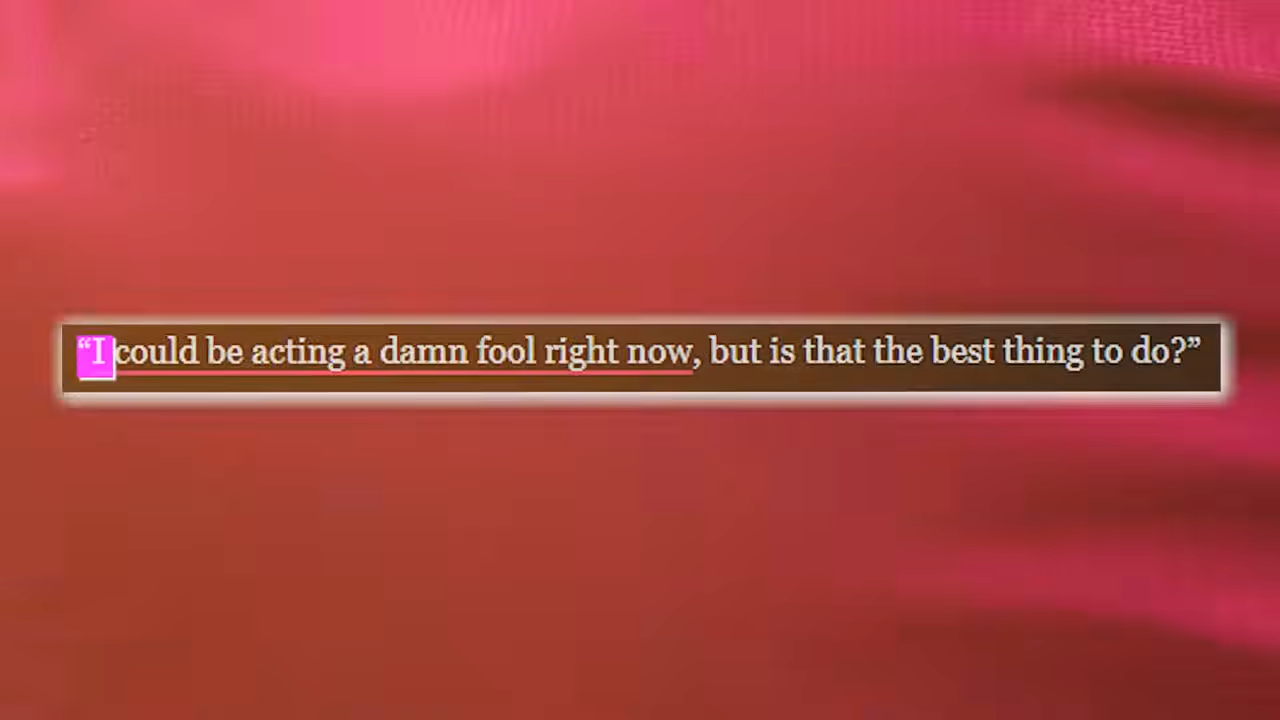 “I could be acting a damn fool right now, but is that the best thing to do?”